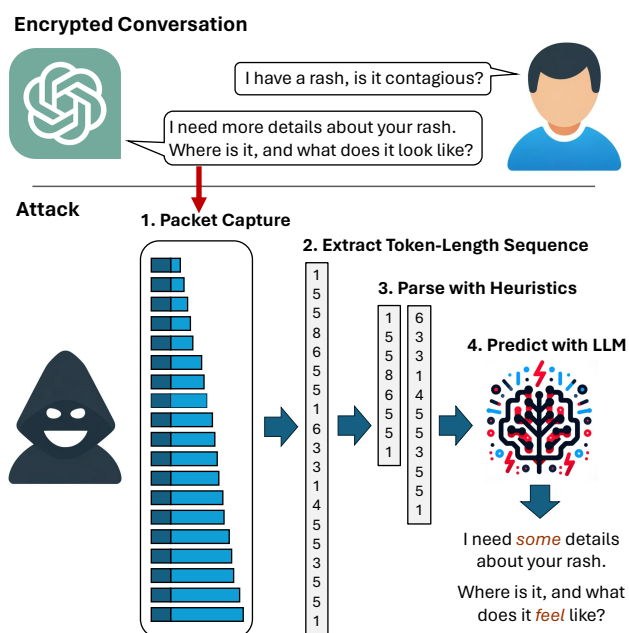 Encrypted Conversation
I have a rash, is it contagious?
I need more details about your rash.
Where is it, and what does it look like?
Attack
1. Packet Capture
2. Extract Token-Length Sequence
1
5
5
8
6
5
5
1
6
3
3
1
4
5
5
3
5
5
1
3. Parse with Heuristics
1
5
5
8
6
5
5
1
6
3
3
1
4
5
5
3
5
5
1
4. Predict with LLM
I need some details
about your rash.
Where is it, and what
does it feel like?